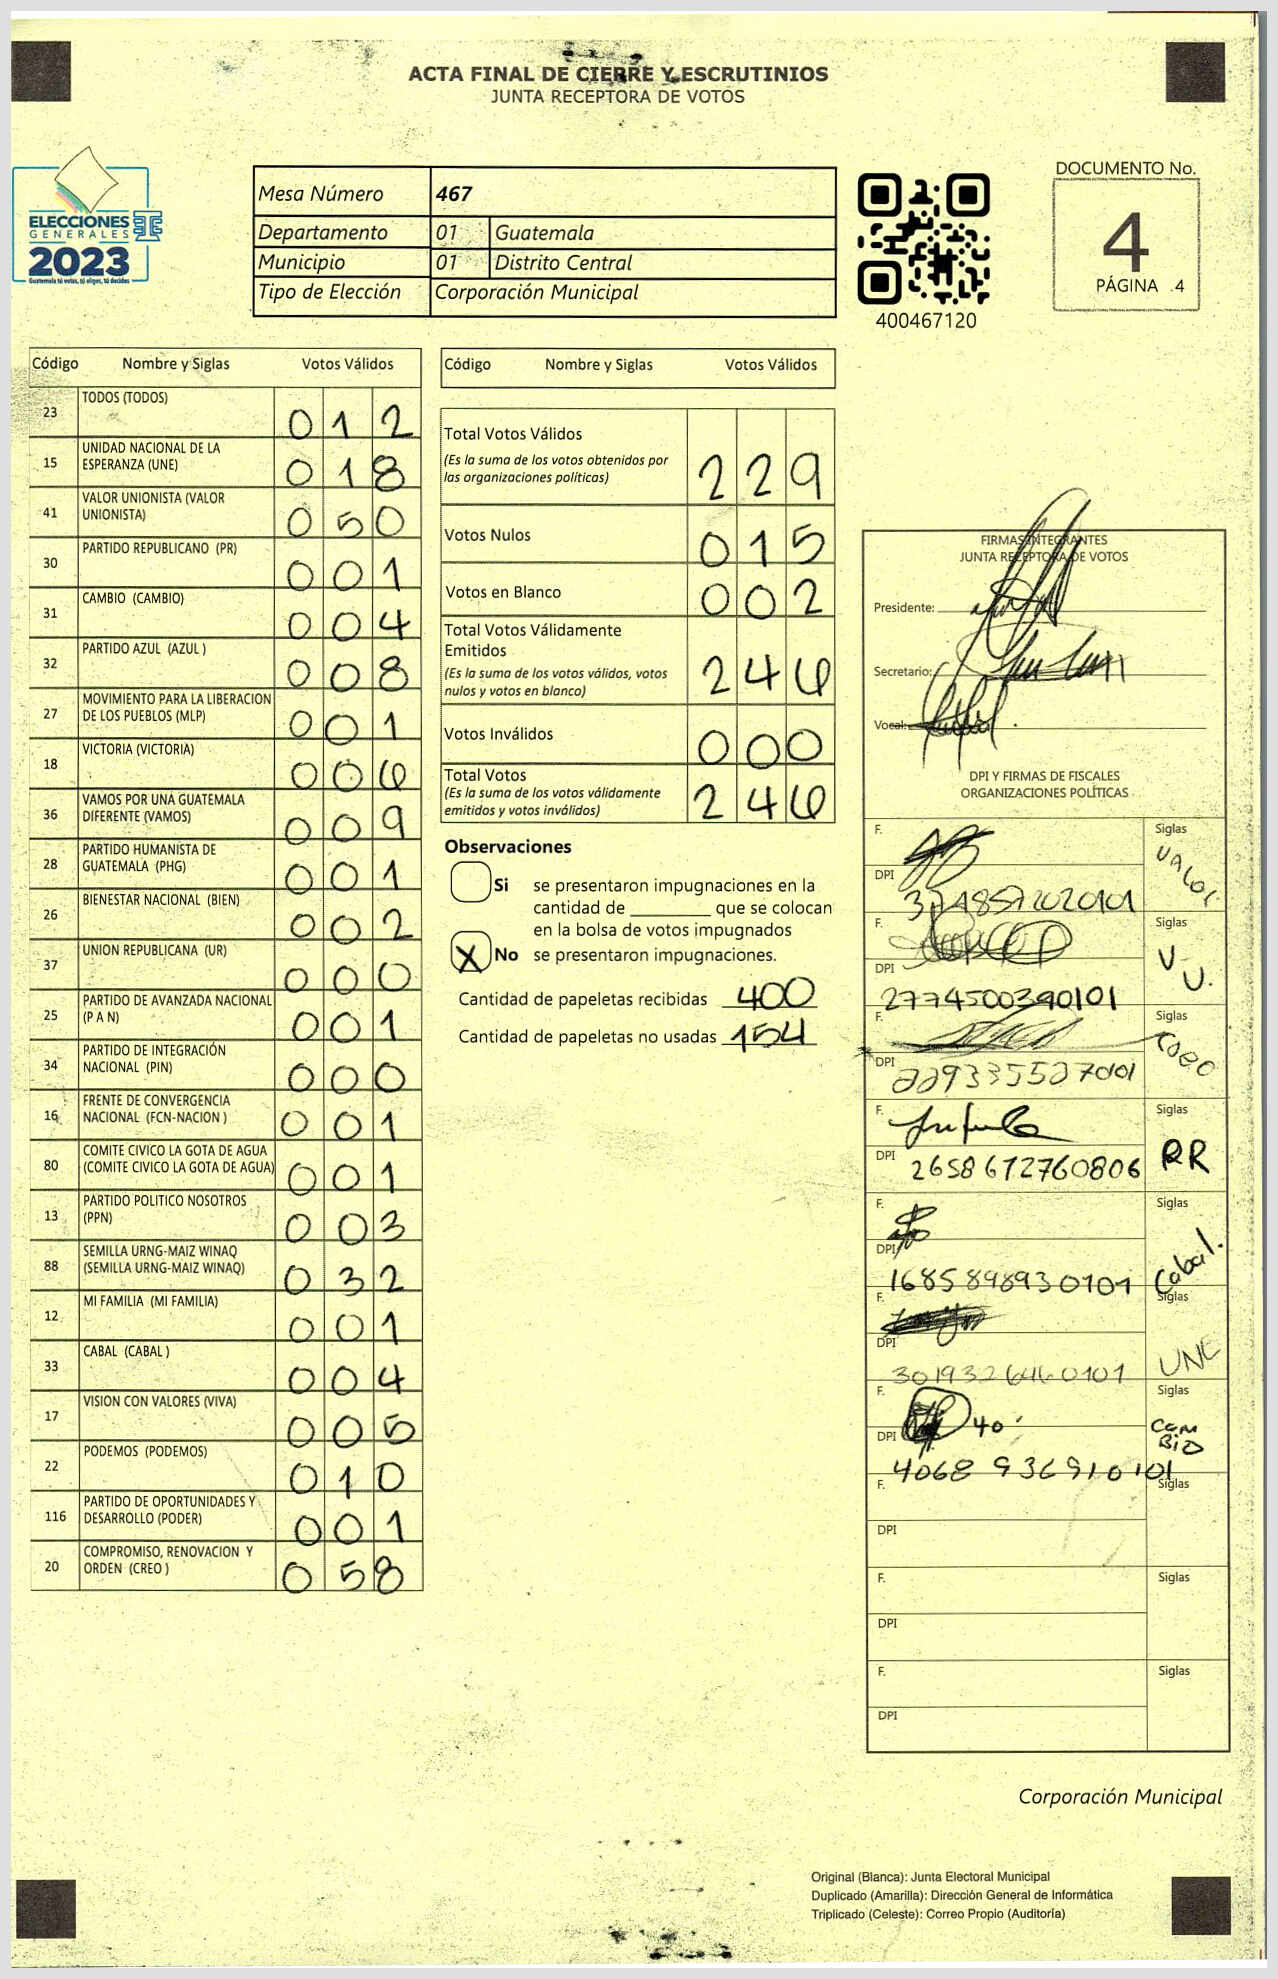 ACTA FINAL DE CIERRE Y ESCRUTINIOS
JUNTA RECEPTORA DE VOTOS
ELECCIONES
GENERALES
2023
Guatemala tú votas, tú eliges, tú decides
Mesa Número 467
Departamento 01 Guatemala
Municipio 01 Distrito Central
Tipo de Elección Corporación Municipal
400467120
DOCUMENTO No.
4
PÁGINA 4
Código Nombre y Siglas Votos Válidos
23 TODOS (TODOS) 0 1 2
15 UNIDAD NACIONAL DE LA ESPERANZA (UNE) 0 1 8
41 VALOR UNIONISTA (VALOR UNIONISTA) 0 5 0
30 PARTIDO REPUBLICANO (PR) 0 0 1
31 CAMBIO (CAMBIO) 0 0 4
32 PARTIDO AZUL (AZUL ) 0 0 8
27 MOVIMIENTO PARA LA LIBERACION DE LOS PUEBLOS (MLP) 0 0 1
18 VICTORIA (VICTORIA) 0 0 6
36 VAMOS POR UNA GUATEMALA DIFERENTE (VAMOS) 0 0 9
28 PARTIDO HUMANISTA DE GUATEMALA (PHG) 0 0 1
26 BIENESTAR NACIONAL (BIEN) 0 0 2
37 UNION REPUBLICANA (UR) 0 0 0
25 PARTIDO DE AVANZADA NACIONAL (P A N) 0 0 1
34 PARTIDO DE INTEGRACIÓN NACIONAL (PIN) 0 0 0
16 FRENTE DE CONVERGENCIA NACIONAL (FCN-NACION ) 0 0 1
80 COMITE CIVICO LA GOTA DE AGUA (COMITE CIVICO LA GOTA DE AGUA) 0 0 1
13 PARTIDO POLITICO NOSOTROS (PPN) 0 0 3
88 SEMILLA URNG-MAIZ WINAQ (SEMILLA URNG-MAIZ WINAQ) 0 3 2
12 MI FAMILIA (MI FAMILIA) 0 0 1
33 CABAL (CABAL ) 0 0 4
17 VISION CON VALORES (VIVA) 0 0 5
22 PODEMOS (PODEMOS) 0 1 0
116 PARTIDO DE OPORTUNIDADES Y DESARROLLO (PODER) 0 0 1
20 COMPROMISO, RENOVACION Y ORDEN (CREO ) 0 5 8
Código Nombre y Siglas Votos Válidos
Total Votos Válidos
(Es la suma de los votos obtenidos por
las organizaciones políticas) 2 2 9
Votos Nulos 0 1 5
Votos en Blanco 0 0 2
Total Votos Válidamente
Emitidos
(Es la suma de los votos válidos, votos
nulos y votos en blanco) 2 4 6
Votos Inválidos 0 0 0
Total Votos
(Es la suma de los votos válidamente
emitidos y votos inválidos) 2 4 6
Observaciones
Si se presentaron impugnaciones en la
cantidad de ________ que se colocan
en la bolsa de votos impugnados
X No se presentaron impugnaciones.
Cantidad de papeletas recibidas 400
Cantidad de papeletas no usadas 154
FIRMAS INTEGRANTES
JUNTA RECEPTORA DE VOTOS
Presidente:
Secretario:
Vocal:
DPI Y FIRMAS DE FISCALES
ORGANIZACIONES POLÍTICAS
F. Siglas
Valor
DPI
F. Siglas
V.U.
DPI 2774500390101
F. Siglas
DPI
F. Siglas
RR
DPI 2658612760806
F. Siglas
Cabal.
DPI 1685898930101
F. Siglas
UNE
DPI
F. Siglas
40
CAMBIO
DPI 4068936910101
F. Siglas
DPI
F. Siglas
DPI
F. Siglas
DPI
Corporación Municipal
Original (Blanca): Junta Electoral Municipal
Duplicado (Amarilla): Dirección General de Informática
Triplicado (Celeste): Correo Propio (Auditoría)